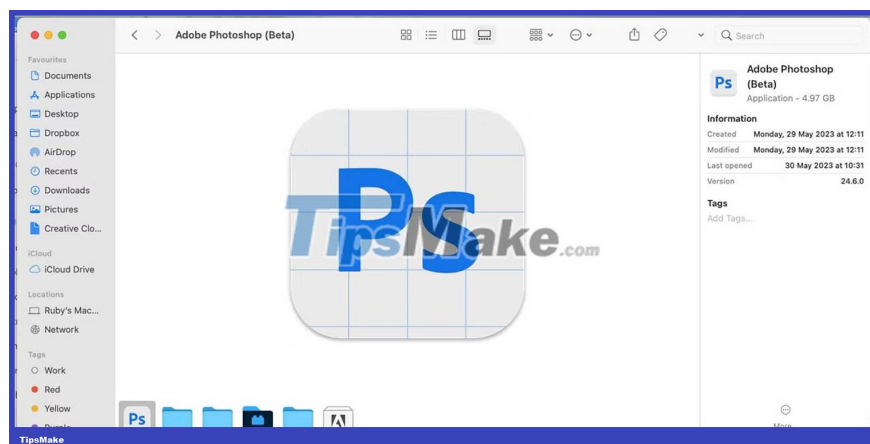 Adobe Photoshop (Beta)
Search
Favourites
Documents
Applications
Desktop
Dropbox
AirDrop
Recents
Downloads
Pictures
Creative Clo...
iCloud
iCloud Drive
Locations
Ruby's Mac...
Network
Tags
Work
Red
Yellow
Purple
Ps
TipsMake.com
Ps
Ps
Adobe Photoshop
(Beta)
Application - 4.97 GB
Information
Created Monday, 29 May 2023 at 12:11
Modified Monday, 29 May 2023 at 12:11
Last opened 30 May 2023 at 10:31
Version 24.6.0
Tags
Add Tags...
More
TipsMake